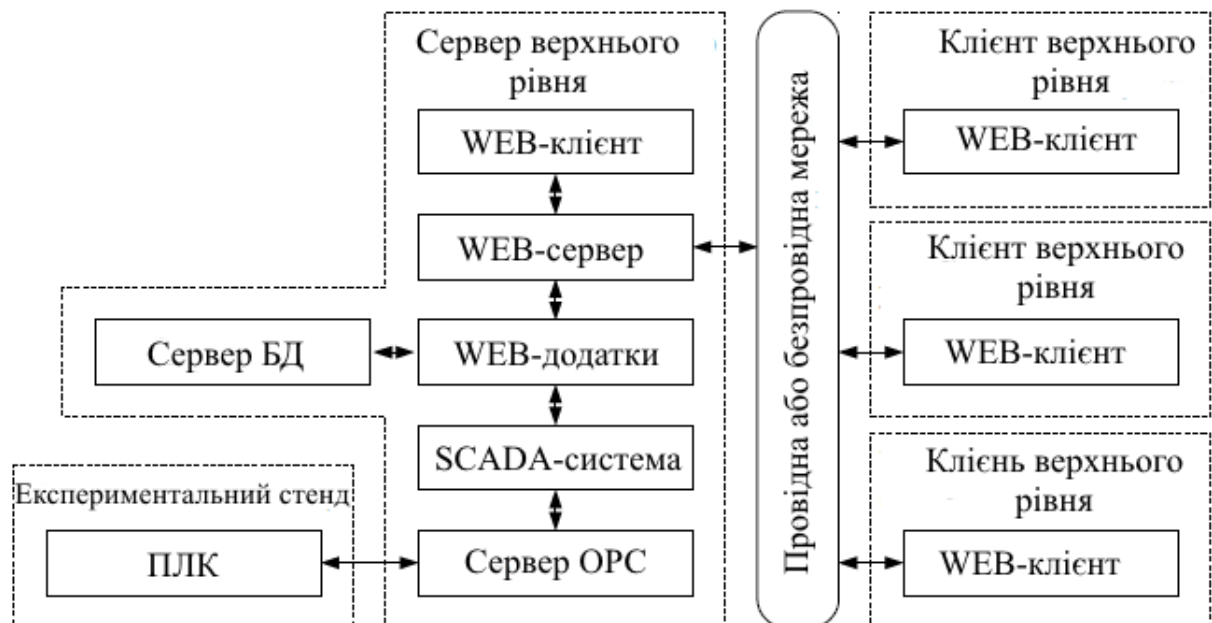 Сервер верхнього
рівня
WEB-клієнт
WEB-сервер
Сервер БД
WEB-додатки
SCADA-система
Експериментальний стенд
ПЛК
Сервер ОРС
Провідна або безпровідна мережа
Клієнт верхнього
рівня
WEB-клієнт
Клієнт верхнього
рівня
WEB-клієнт
Клієнь верхнього
рівня
WEB-клієнт